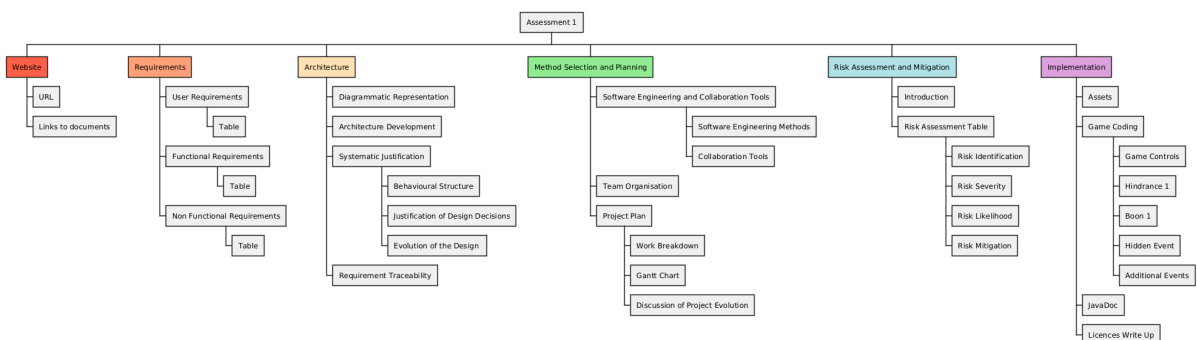 Assessment 1
Website
URL
Links to documents
Requirements
User Requirements
Table
Functional Requirements
Table
Non Functional Requirements
Table
Architecture
Diagrammatic Representation
Architecture Development
Systematic Justification
Behavioural Structure
Justification of Design Decisions
Evolution of the Design
Requirement Traceability
Method Selection and Planning
Software Engineering and Collaboration Tools
Software Engineering Methods
Collaboration Tools
Team Organisation
Project Plan
Work Breakdown
Gantt Chart
Discussion of Project Evolution
Risk Assessment and Mitigation
Introduction
Risk Assessment Table
Risk Identification
Risk Severity
Risk Likelihood
Risk Mitigation
Implementation
Assets
Game Coding
Game Controls
Hindrance 1
Boon 1
Hidden Event
Additional Events
JavaDoc
Licences Write Up